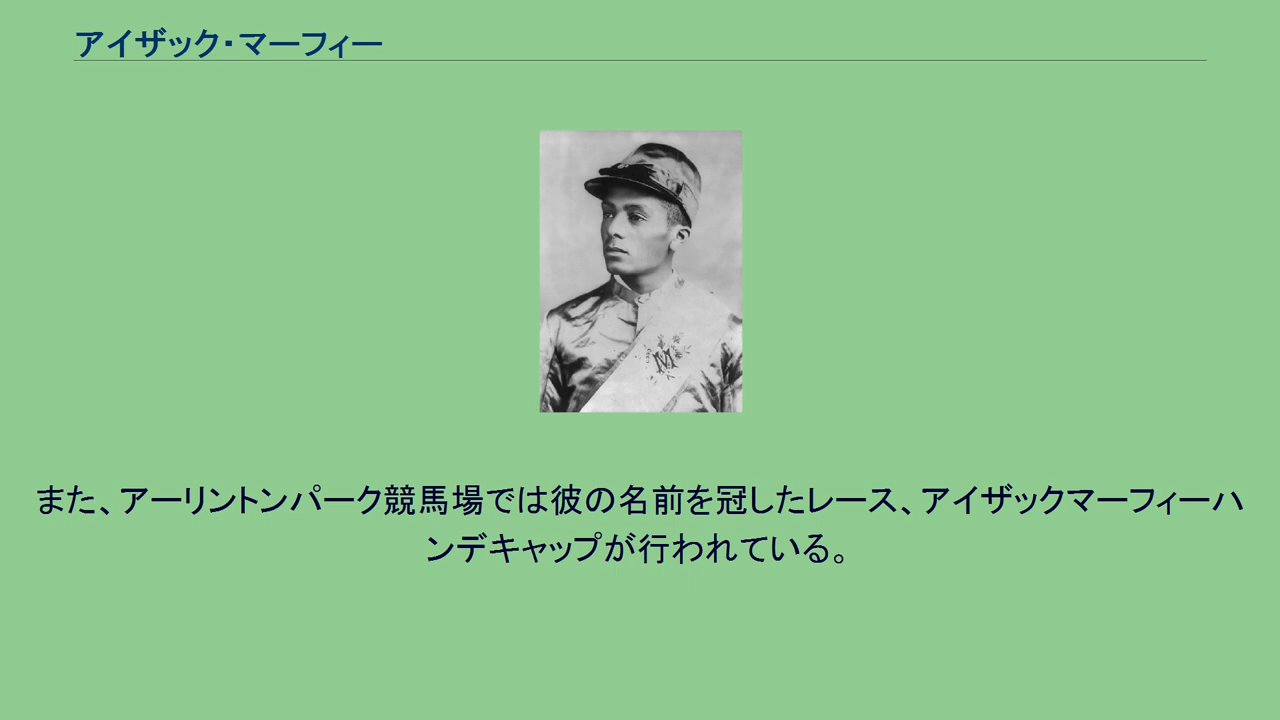 アイザック・マーフィー
M
また、アーリントンパーク競馬場では彼の名前を冠したレース、アイザックマーフィーハ
ンデキャップが行われている。